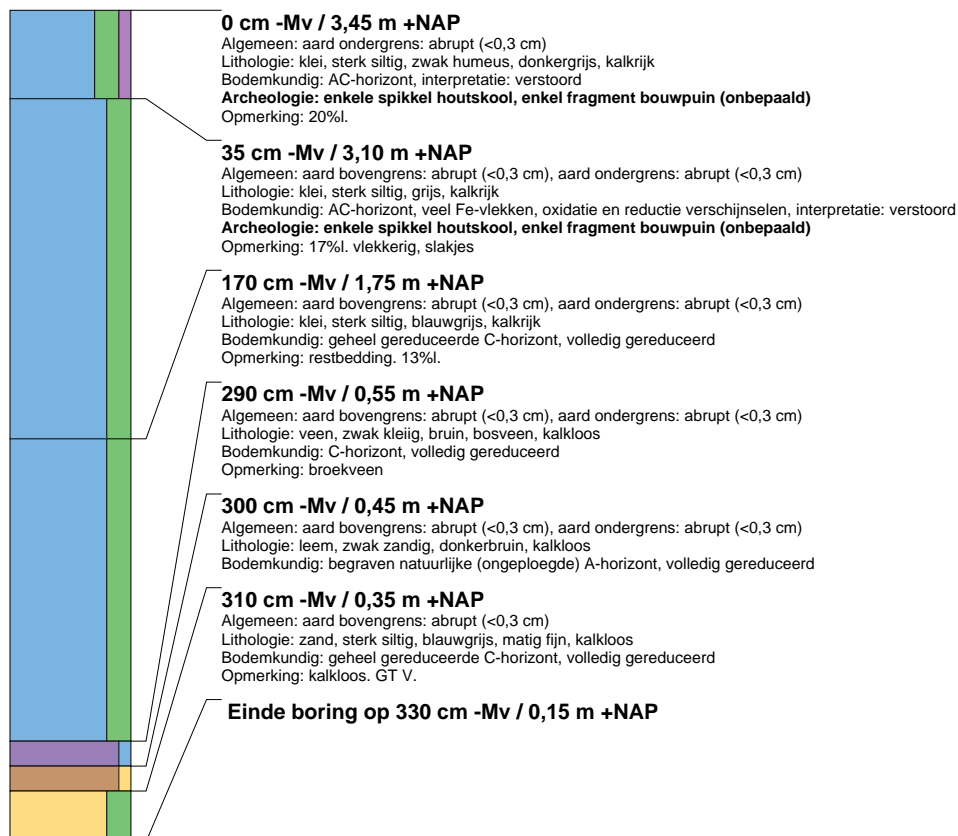 0 cm -Mv / 3,45 m +NAP
Algemeen: aard ondergrens: abrupt (<0,3 cm)
Lithologie: klei, sterk siltig, zwak humeus, donkergrijs, kalkrijk
Bodemkundig: AC-horizont, interpretatie: verstoord
Archeologie: enkele spikkel houtskool, enkel fragment bouwpuin (onbepaald)
Opmerking: 20%l.
35 cm -Mv / 3,10 m +NAP
Algemeen: aard bovengrens: abrupt (<0,3 cm), aard ondergrens: abrupt (<0,3 cm)
Lithologie: klei, sterk siltig, grijs, kalkrijk
Bodemkundig: AC-horizont, veel Fe-vlekken, oxidatie en reductie verschijnselen, interpretatie: verstoord
Archeologie: enkele spikkel houtskool, enkel fragment bouwpuin (onbepaald)
Opmerking: 17%l. vlekkerig, slakjes
170 cm -Mv / 1,75 m +NAP
Algemeen: aard bovengrens: abrupt (<0,3 cm), aard ondergrens: abrupt (<0,3 cm)
Lithologie: klei, sterk siltig, blauwgrijs, kalkrijk
Bodemkundig: geheel gereduceerde C-horizont, volledig gereduceerd
Opmerking: restbedding. 13%l.
290 cm -Mv / 0,55 m +NAP
Algemeen: aard bovengrens: abrupt (<0,3 cm), aard ondergrens: abrupt (<0,3 cm)
Lithologie: veen, zwak kleiig, bruin, bosveen, kalkloos
Bodemkundig: C-horizont, volledig gereduceerd
Opmerking: broekveen
300 cm -Mv / 0,45 m +NAP
Algemeen: aard bovengrens: abrupt (<0,3 cm), aard ondergrens: abrupt (<0,3 cm)
Lithologie: leem, zwak zandig, donkerbruin, kalkloos
Bodemkundig: begraven natuurlijke (ongeploegde) A-horizont, volledig gereduceerd
310 cm -Mv / 0,35 m +NAP
Algemeen: aard bovengrens: abrupt (<0,3 cm)
Lithologie: zand, sterk siltig, blauwgrijs, matig fijn, kalkloos
Bodemkundig: geheel gereduceerde C-horizont, volledig gereduceerd
Opmerking: kalkloos. GT V.
Einde boring op 330 cm -Mv / 0,15 m +NAP